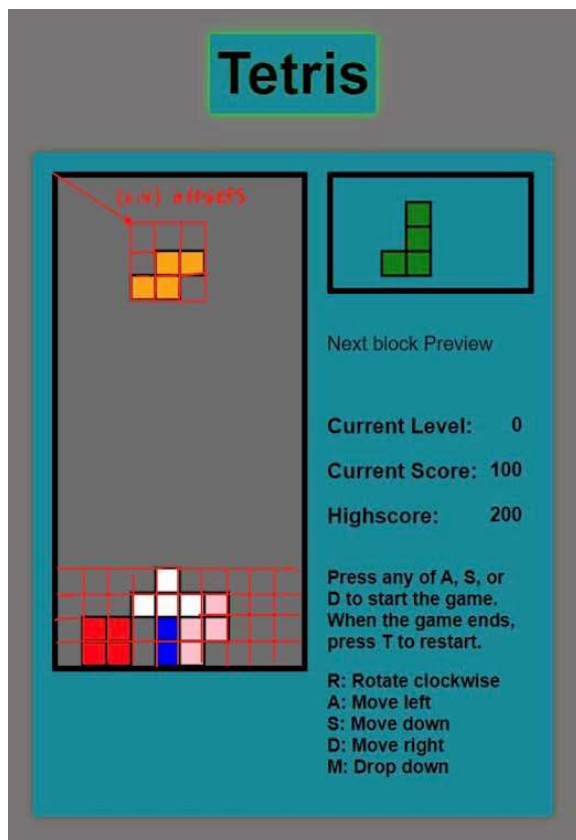 Tetris
(x,y) offsets
Next block Preview
Current Level: 0
Current Score: 100
Highscore: 200
Press any of A, S, or
D to start the game.
When the game ends,
press T to restart.
R: Rotate clockwise
A: Move left
S: Move down
D: Move right
M: Drop down